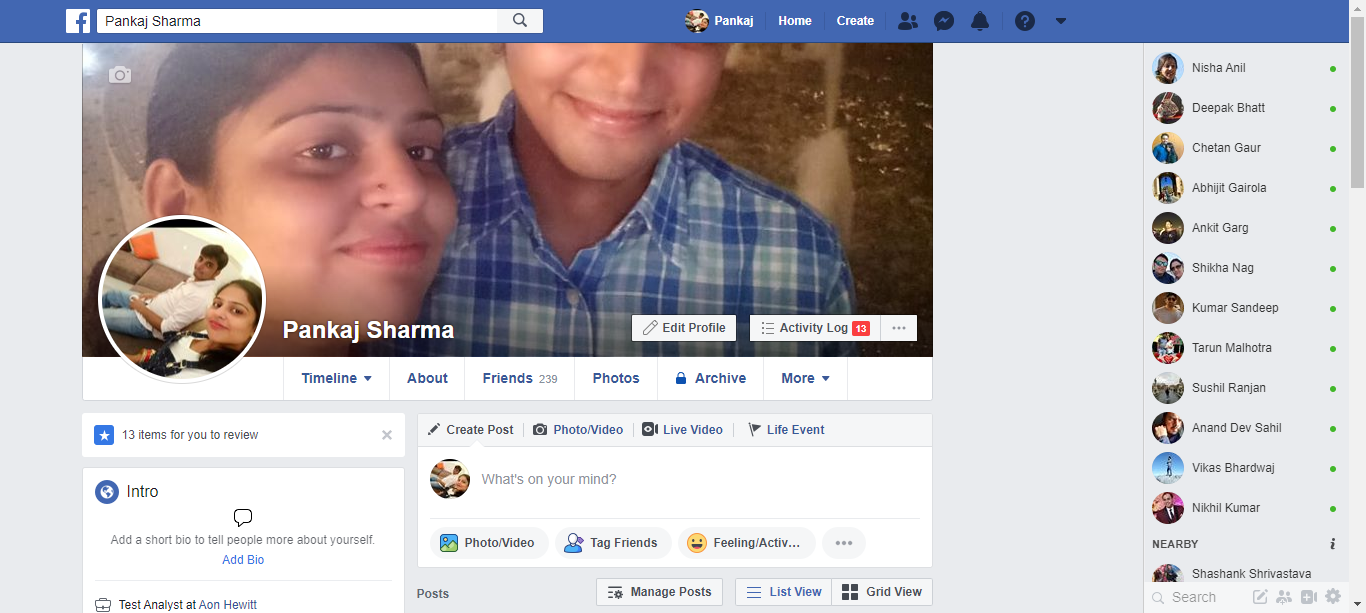 f Pankaj Sharma Pankaj Home Create
Pankaj Sharma
Edit Profile Activity Log 13
Timeline About Friends 239 Photos Archive More
13 items for you to review
Intro
Add a short bio to tell people more about yourself.
Add Bio
Test Analyst at Aon Hewitt
Create Post Photo/Video Live Video Life Event
What's on your mind?
Photo/Video Tag Friends Feeling/Activ...
Posts Manage Posts List View Grid View
Nisha Anil
Deepak Bhatt
Chetan Gaur
Abhijit Gairola
Ankit Garg
Shikha Nag
Kumar Sandeep
Tarun Malhotra
Sushil Ranjan
Anand Dev Sahil
Vikas Bhardwaj
Nikhil Kumar
NEARBY
Shashank Shrivastava
Search